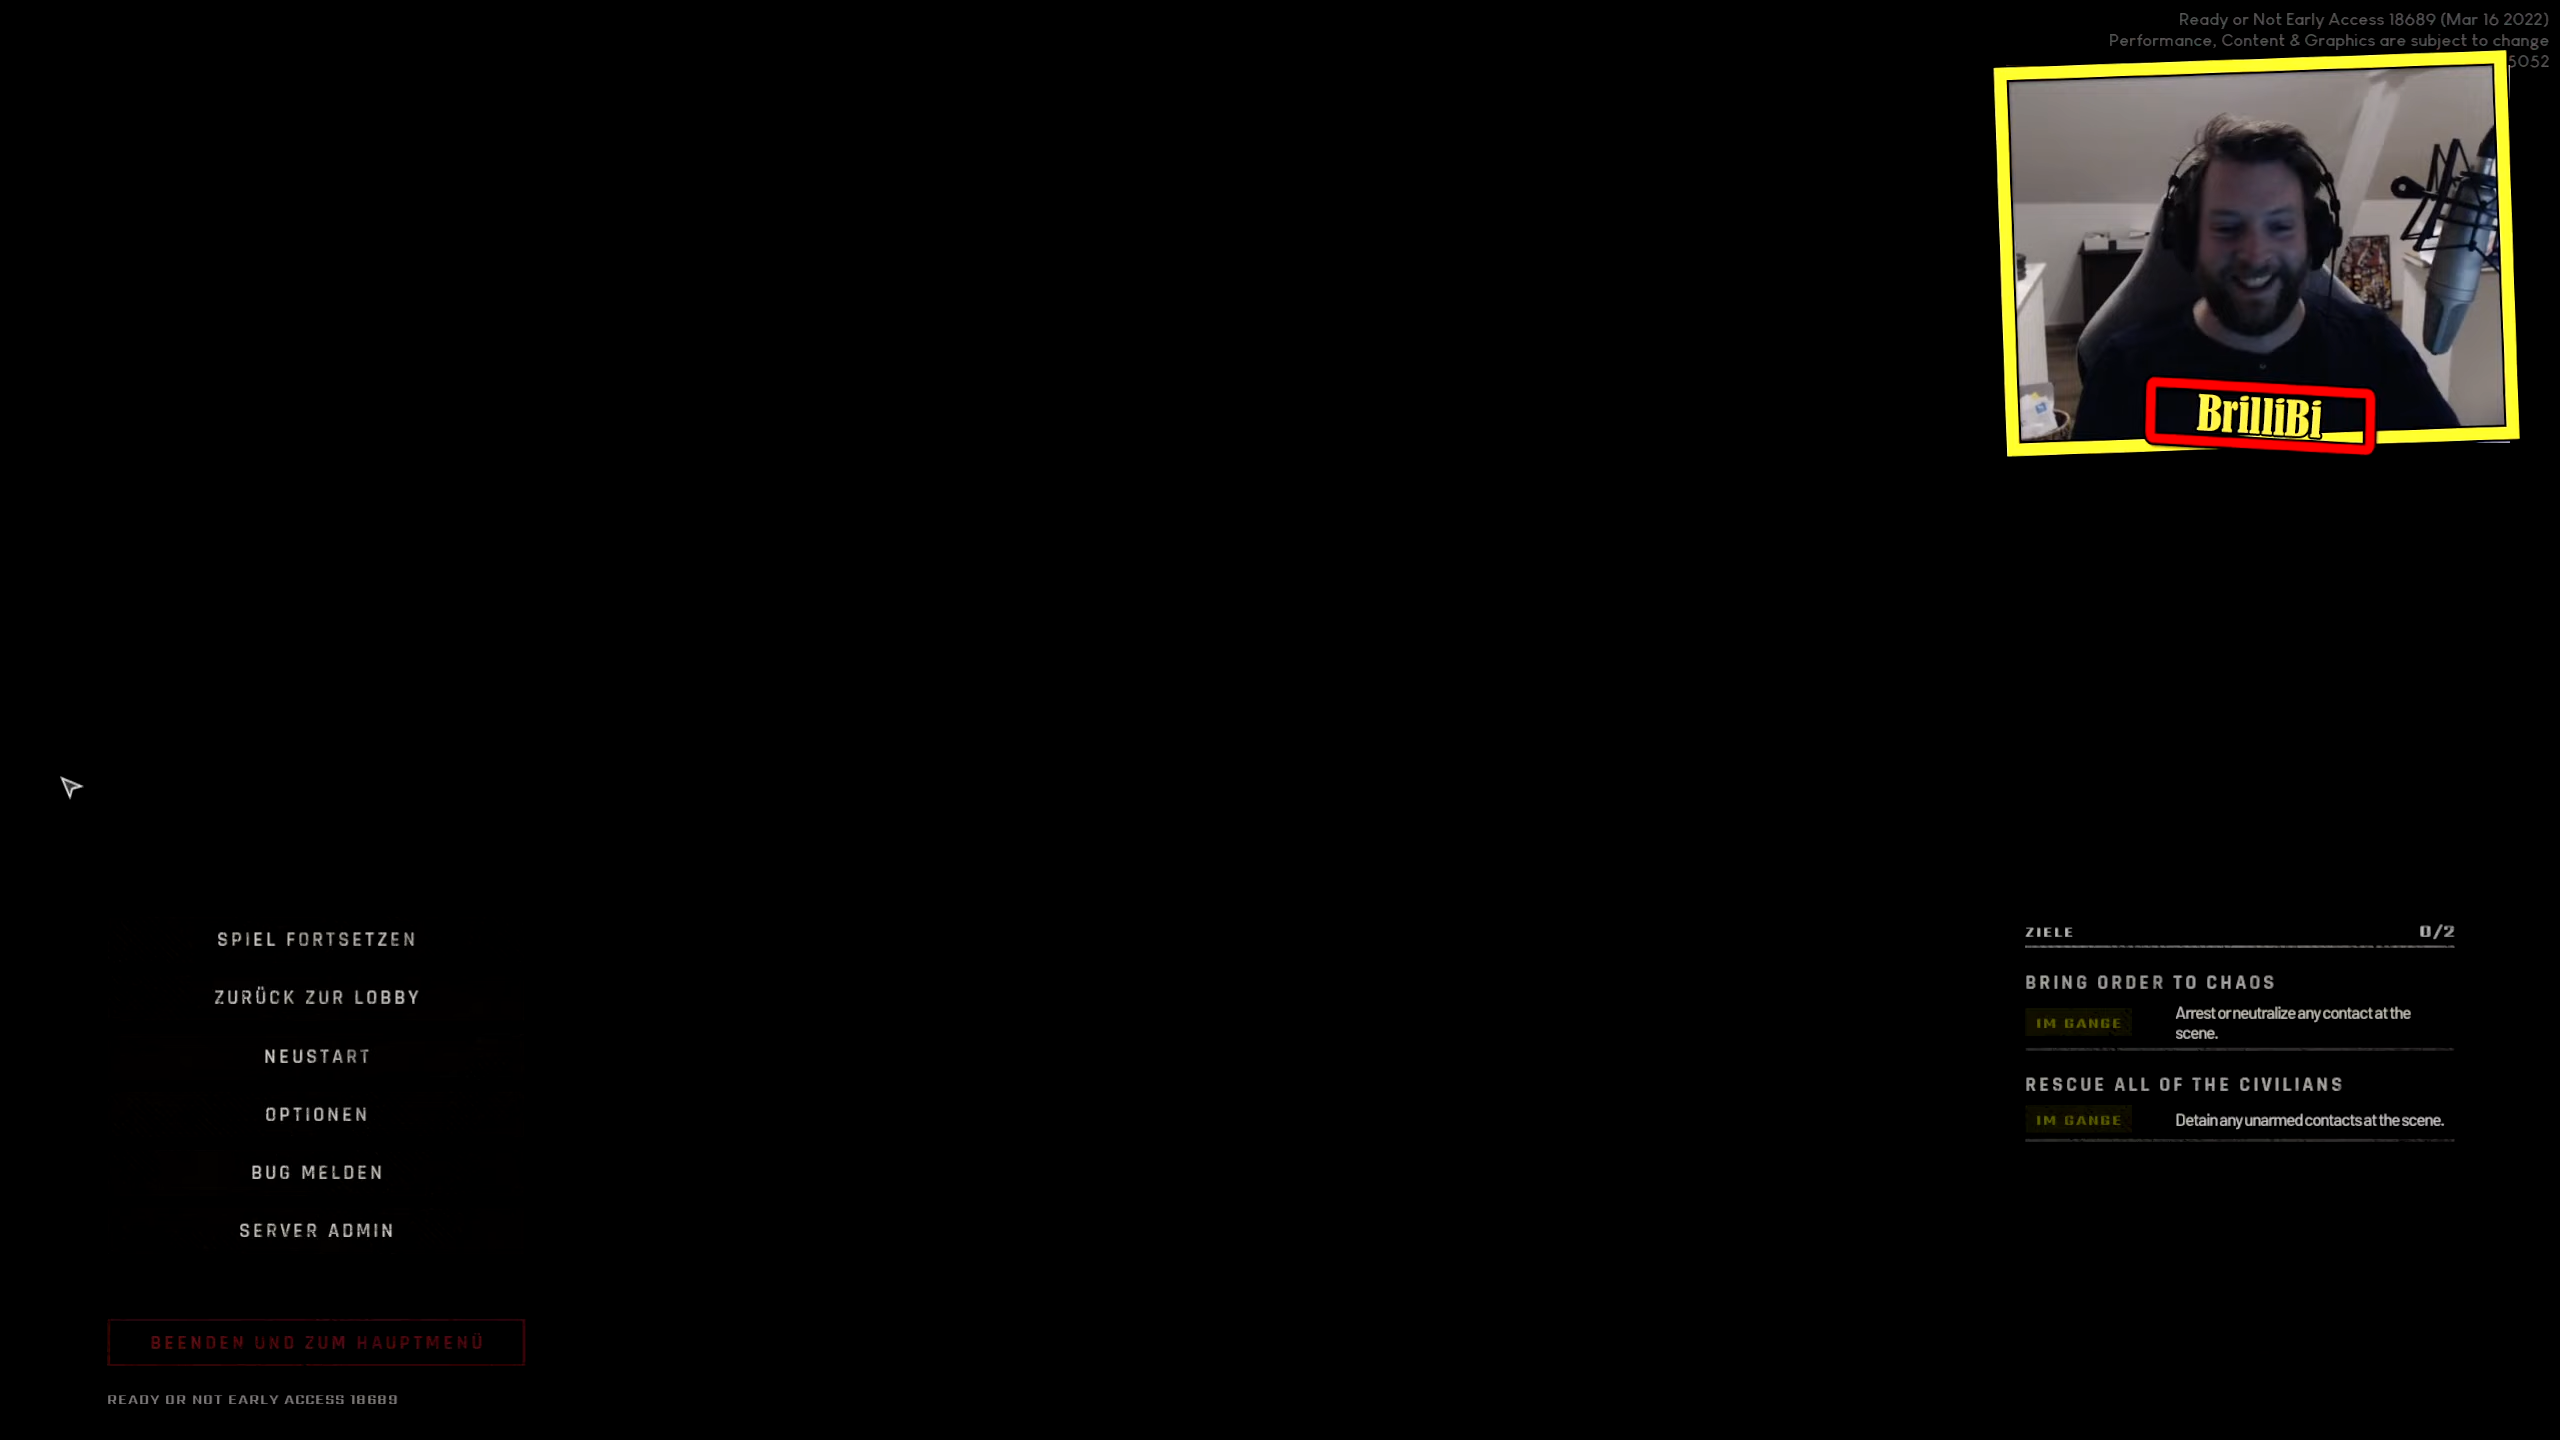 Ready or Not Early Access 18689 (Mar 16 2022)
Performance, Content & Graphics are subject to change
5052
BrilliBi
SPIEL FORTSETZEN
ZURÜCK ZUR LOBBY
NEUSTART
OPTIONEN
BUG MELDEN
SERVER ADMIN
BEENDEN UND ZUM HAUPTMENÜ
READY OR NOT EARLY ACCESS 18689
ZIELE 0/2
BRING ORDER TO CHAOS
IM GANGE Arrest or neutralize any contact at the
scene.
RESCUE ALL OF THE CIVILIANS
IM GANGE Detain any unarmed contacts at the scene.